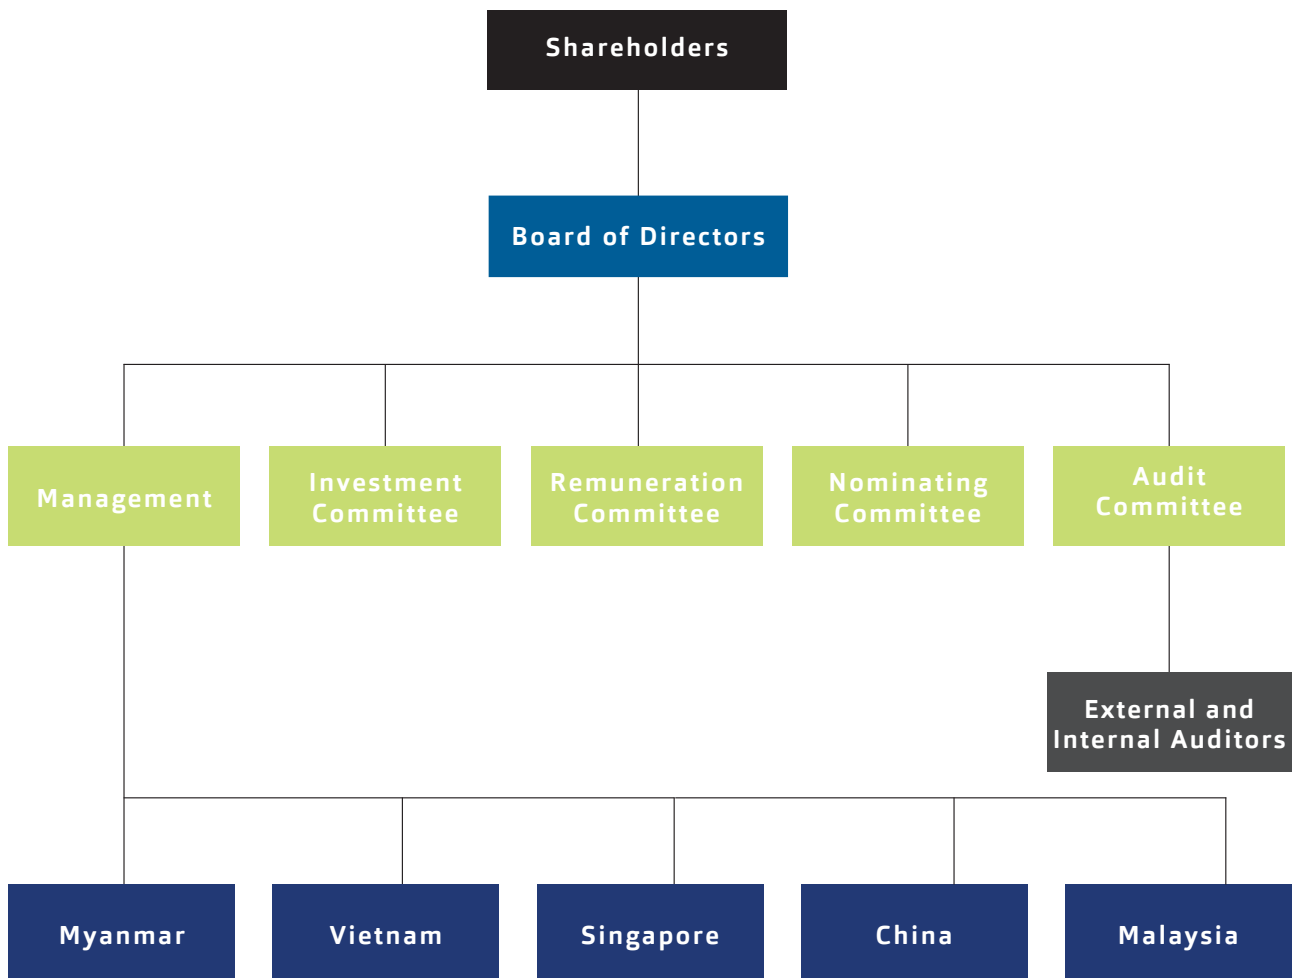 Shareholders
Board of Directors
Management
Investment
Committee
Remuneration
Committee
Nominating
Committee
Audit
Committee
External and
Internal Auditors
Myanmar
Vietnam
Singapore
China
Malaysia